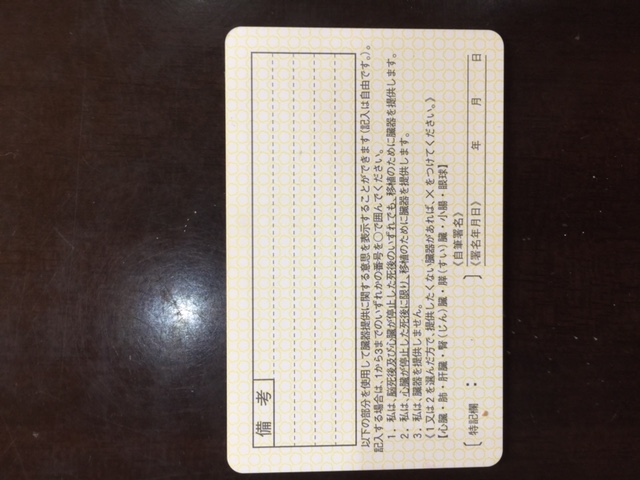 備考
以下の部分を使用して臓器提供に関する意思を表示することができます(記入は自由です。)。
記入する場合は、1から3までのいずれかの番号を○で囲んでください。
1．私は、脳死後及び心臓が停止した死後のいずれでも、移植のために臓器を提供します。
2．私は、心臓が停止した死後に限り、移植のために臓器を提供します。
3．私は、臓器を提供しません。
《1又は2を選んだ方で、提供したくない臓器があれば、×をつけてください。》
【心臓・肺・肝臓・腎(じん)臓・膵(すい)臓・小腸・眼球】
〔特記欄：　　　〕
《自筆署名》
《署名年月日》　　年　　月　　日